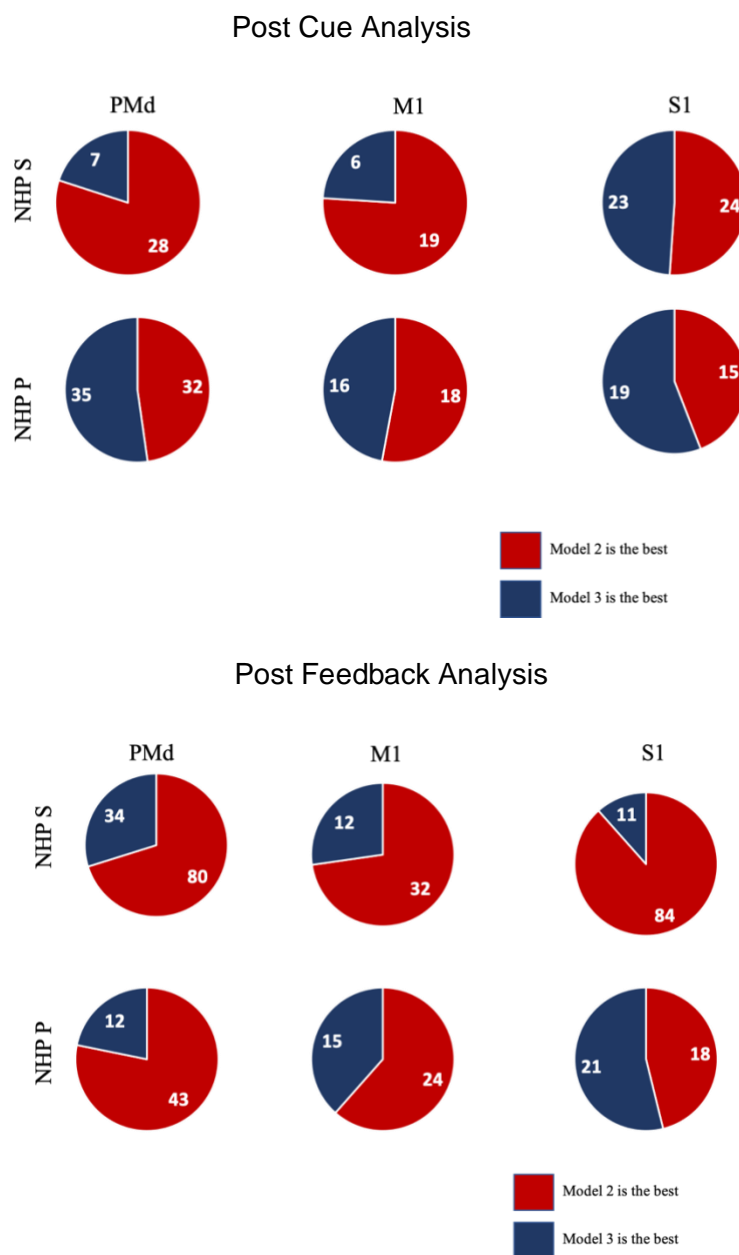 Post Cue Analysis
PMd M1 S1
NHP S
7 28 6 19 23 24
NHP P
35 32 16 18 19 15
Model 2 is the best
Model 3 is the best
Post Feedback Analysis
PMd M1 S1
NHP S
34 80 12 32 11 84
NHP P
12 43 15 24 21 18
Model 2 is the best
Model 3 is the best